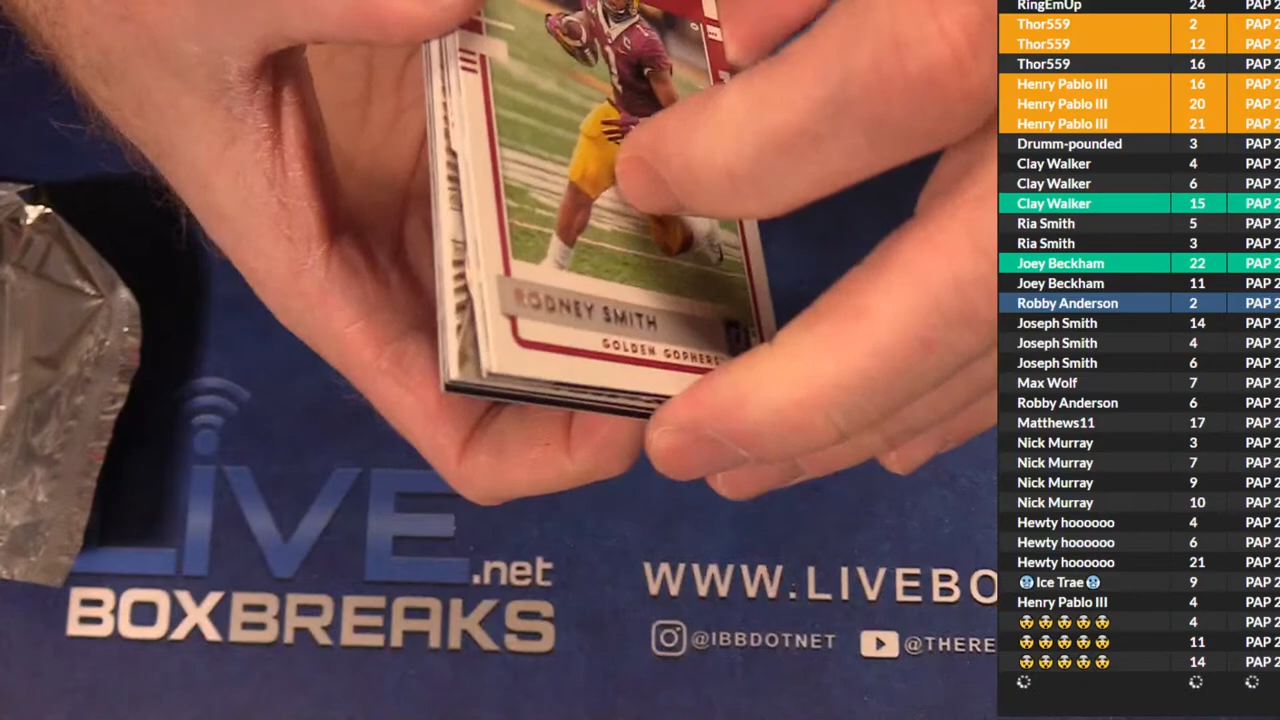 RODNEY SMITH
GOLDEN GOPHERS
LIVE.net
BOXBREAKS
WWW.LIVEBO
@IBBDOTNET
@THERE
RingEmUp 24 PAP 2
Thor559 2 PAP 2
Thor559 12 PAP 2
Thor559 16 PAP 2
Henry Pablo III 16 PAP 2
Henry Pablo III 20 PAP 2
Henry Pablo III 21 PAP 2
Drumm-pounded 3 PAP 2
Clay Walker 4 PAP 2
Clay Walker 6 PAP 2
Clay Walker 15 PAP 2
Ria Smith 5 PAP 2
Ria Smith 3 PAP 2
Joey Beckham 22 PAP 2
Joey Beckham 11 PAP 2
Robby Anderson 2 PAP 2
Joseph Smith 14 PAP 2
Joseph Smith 4 PAP 2
Joseph Smith 6 PAP 2
Max Wolf 7 PAP 2
Robby Anderson 6 PAP 2
Matthews11 17 PAP 2
Nick Murray 3 PAP 2
Nick Murray 7 PAP 2
Nick Murray 9 PAP 2
Nick Murray 10 PAP 2
Hewty hoooooo 4 PAP 2
Hewty hoooooo 6 PAP 2
Hewty hoooooo 21 PAP 2
🥶Ice Trae🥶 9 PAP 2
Henry Pablo III 4 PAP 2
🤯🤯🤯🤯🤯 4 PAP 2
🤯🤯🤯🤯🤯 11 PAP 2
🤯🤯🤯🤯🤯 14 PAP 2